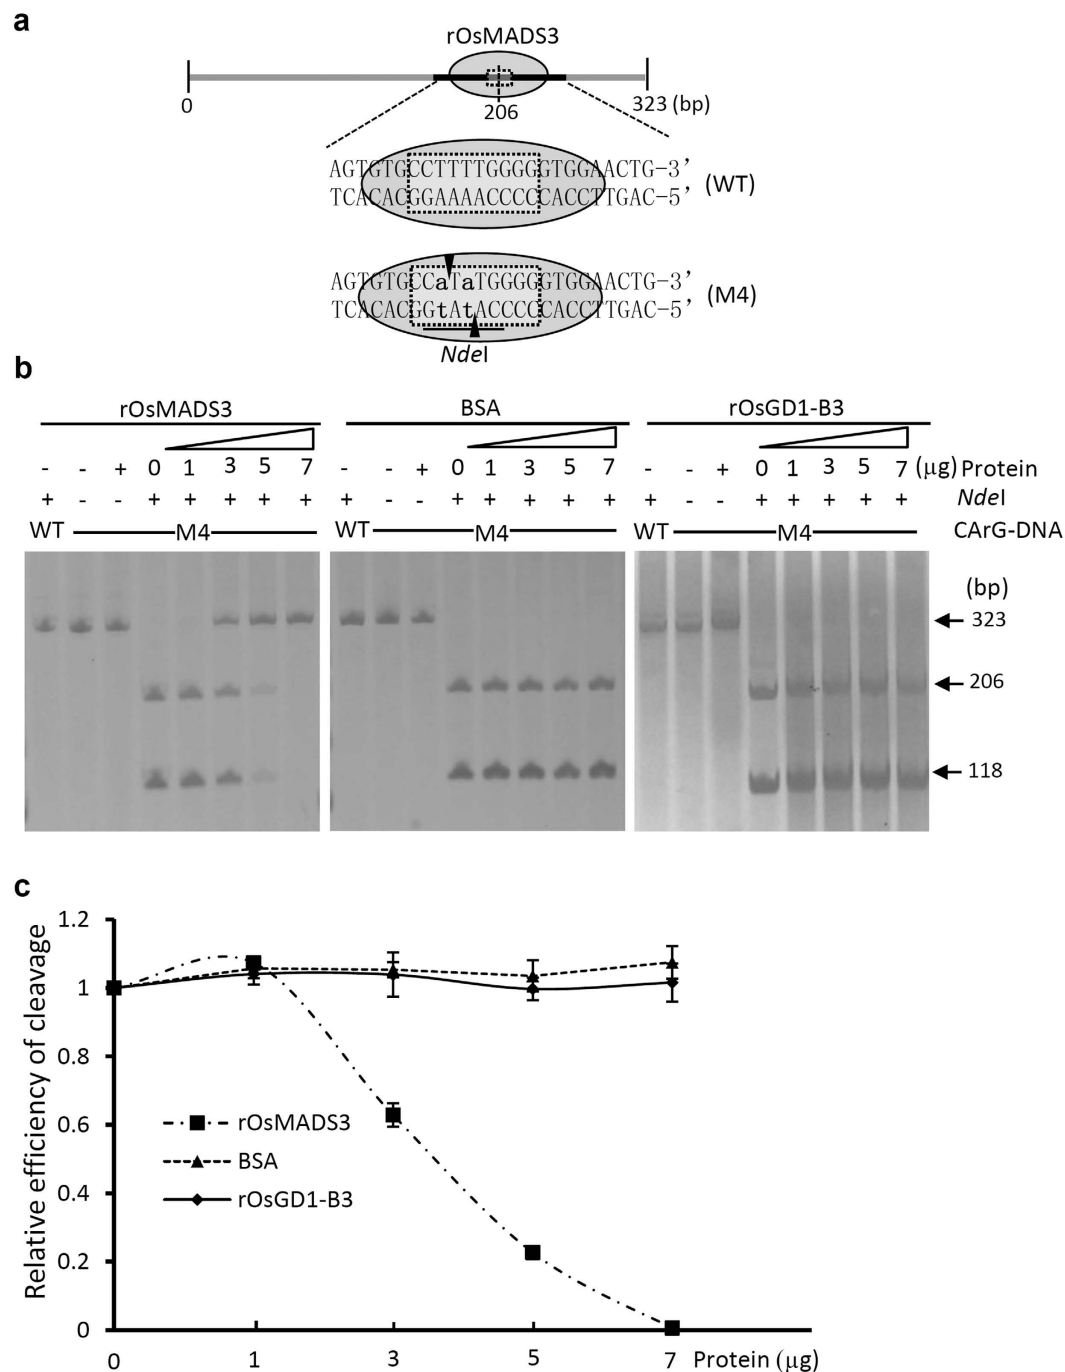 a
rOsMADS3
0
206
323 (bp)
AGTGTGCCTTTTGGGGGTGGAACTG-3’
(WT)
TCACACGGAAAACCCCCACCTTGAC-5’
AGTGTGCCaTaTGGGGGTGGAACTG-3’
(M4)
TCACACGGtAtACCCCCACCTTGAC-5’
NdeI
b
rOsMADS3 BSA rOsGD1-B3
- - + 0 1 3 5 7 - - + 0 1 3 5 7 - - + 0 1 3 5 7 (μg) Protein
+ - - + + + + + + - - + + + + + + - - + + + + + NdeI
WT M4 WT M4 WT M4 CArG-DNA
(bp)
323
206
118
c
Relative efficiency of cleavage
1.2
1
0.8
0.6
0.4
0.2
0
rOsMADS3
BSA
rOsGD1-B3
0 1 3 5 7 Protein (μg)